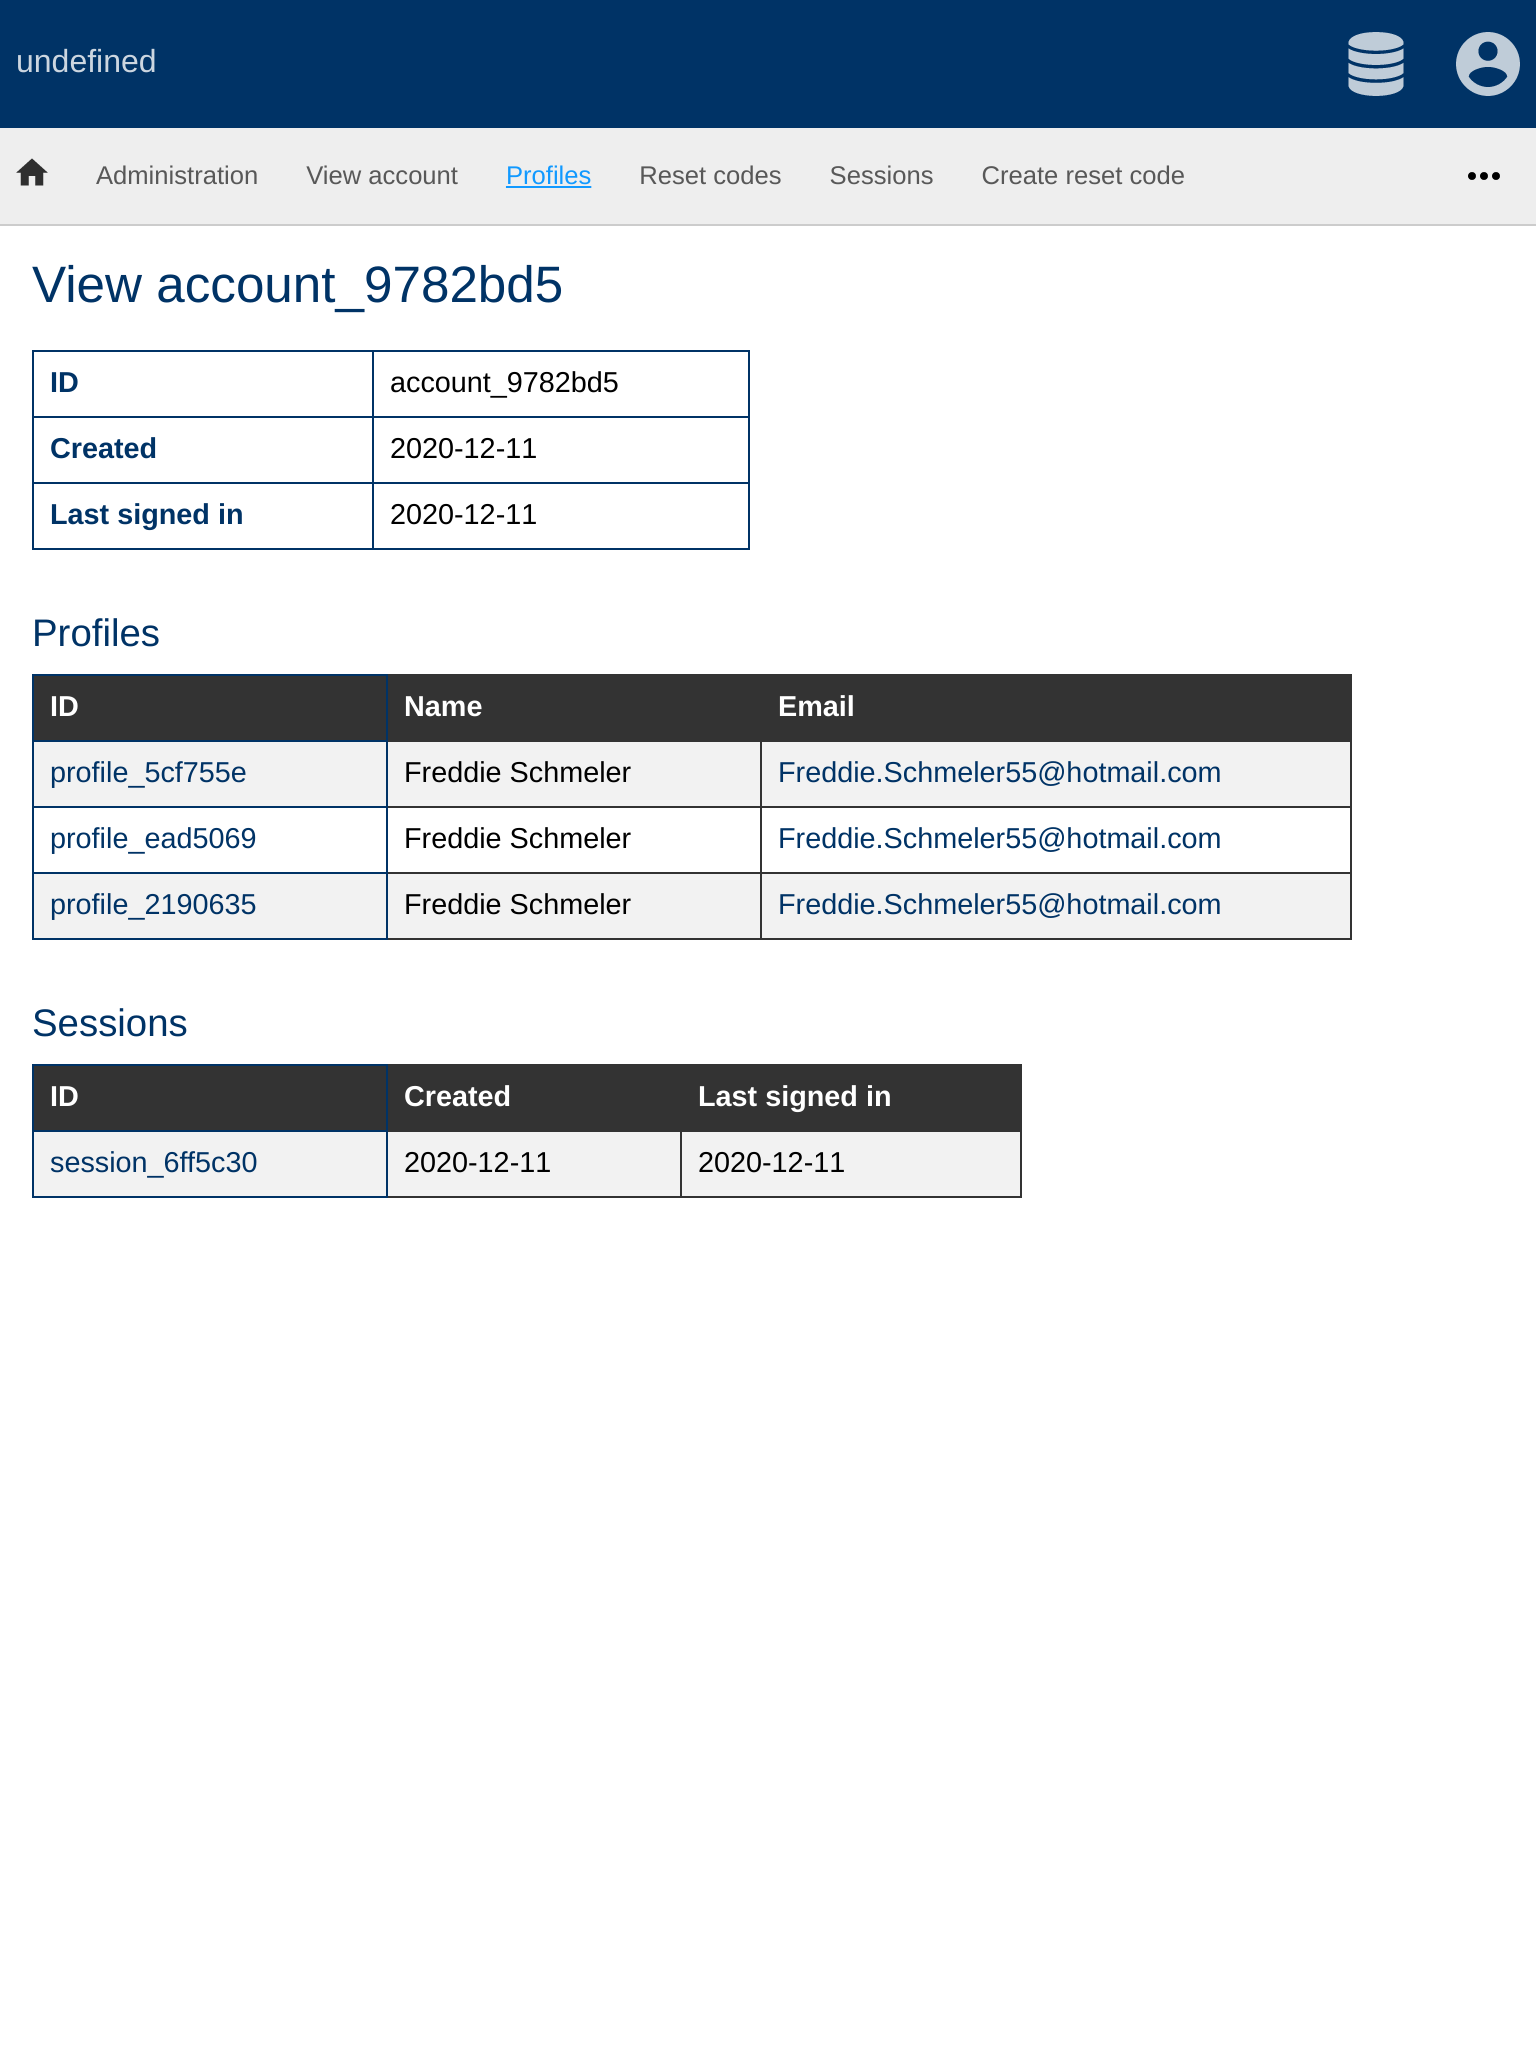 undefined
Administration View account Profiles Reset codes Sessions Create reset code
View account_9782bd5
ID account_9782bd5
Created 2020-12-11
Last signed in 2020-12-11
Profiles
ID Name Email
profile_5cf755e Freddie Schmeler Freddie.Schmeler55@hotmail.com
profile_ead5069 Freddie Schmeler Freddie.Schmeler55@hotmail.com
profile_2190635 Freddie Schmeler Freddie.Schmeler55@hotmail.com
Sessions
ID Created Last signed in
session_6ff5c30 2020-12-11 2020-12-11